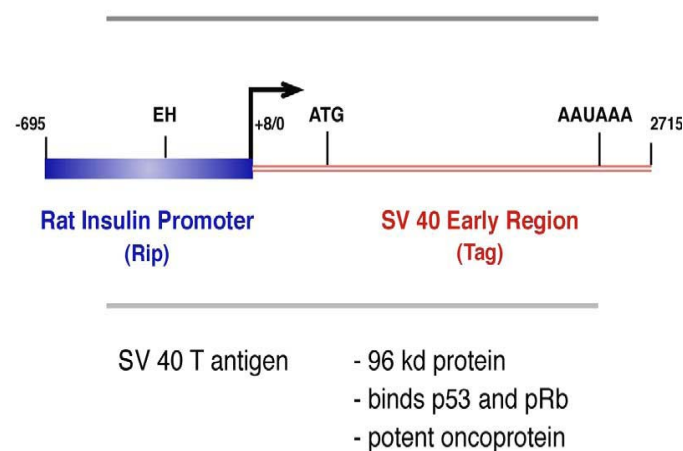 -695 EH +8/0 ATG AAUAAA 2715
Rat Insulin Promoter SV 40 Early Region
(Rip) (Tag)
SV 40 T antigen - 96 kd protein
- binds p53 and pRb
- potent oncoprotein